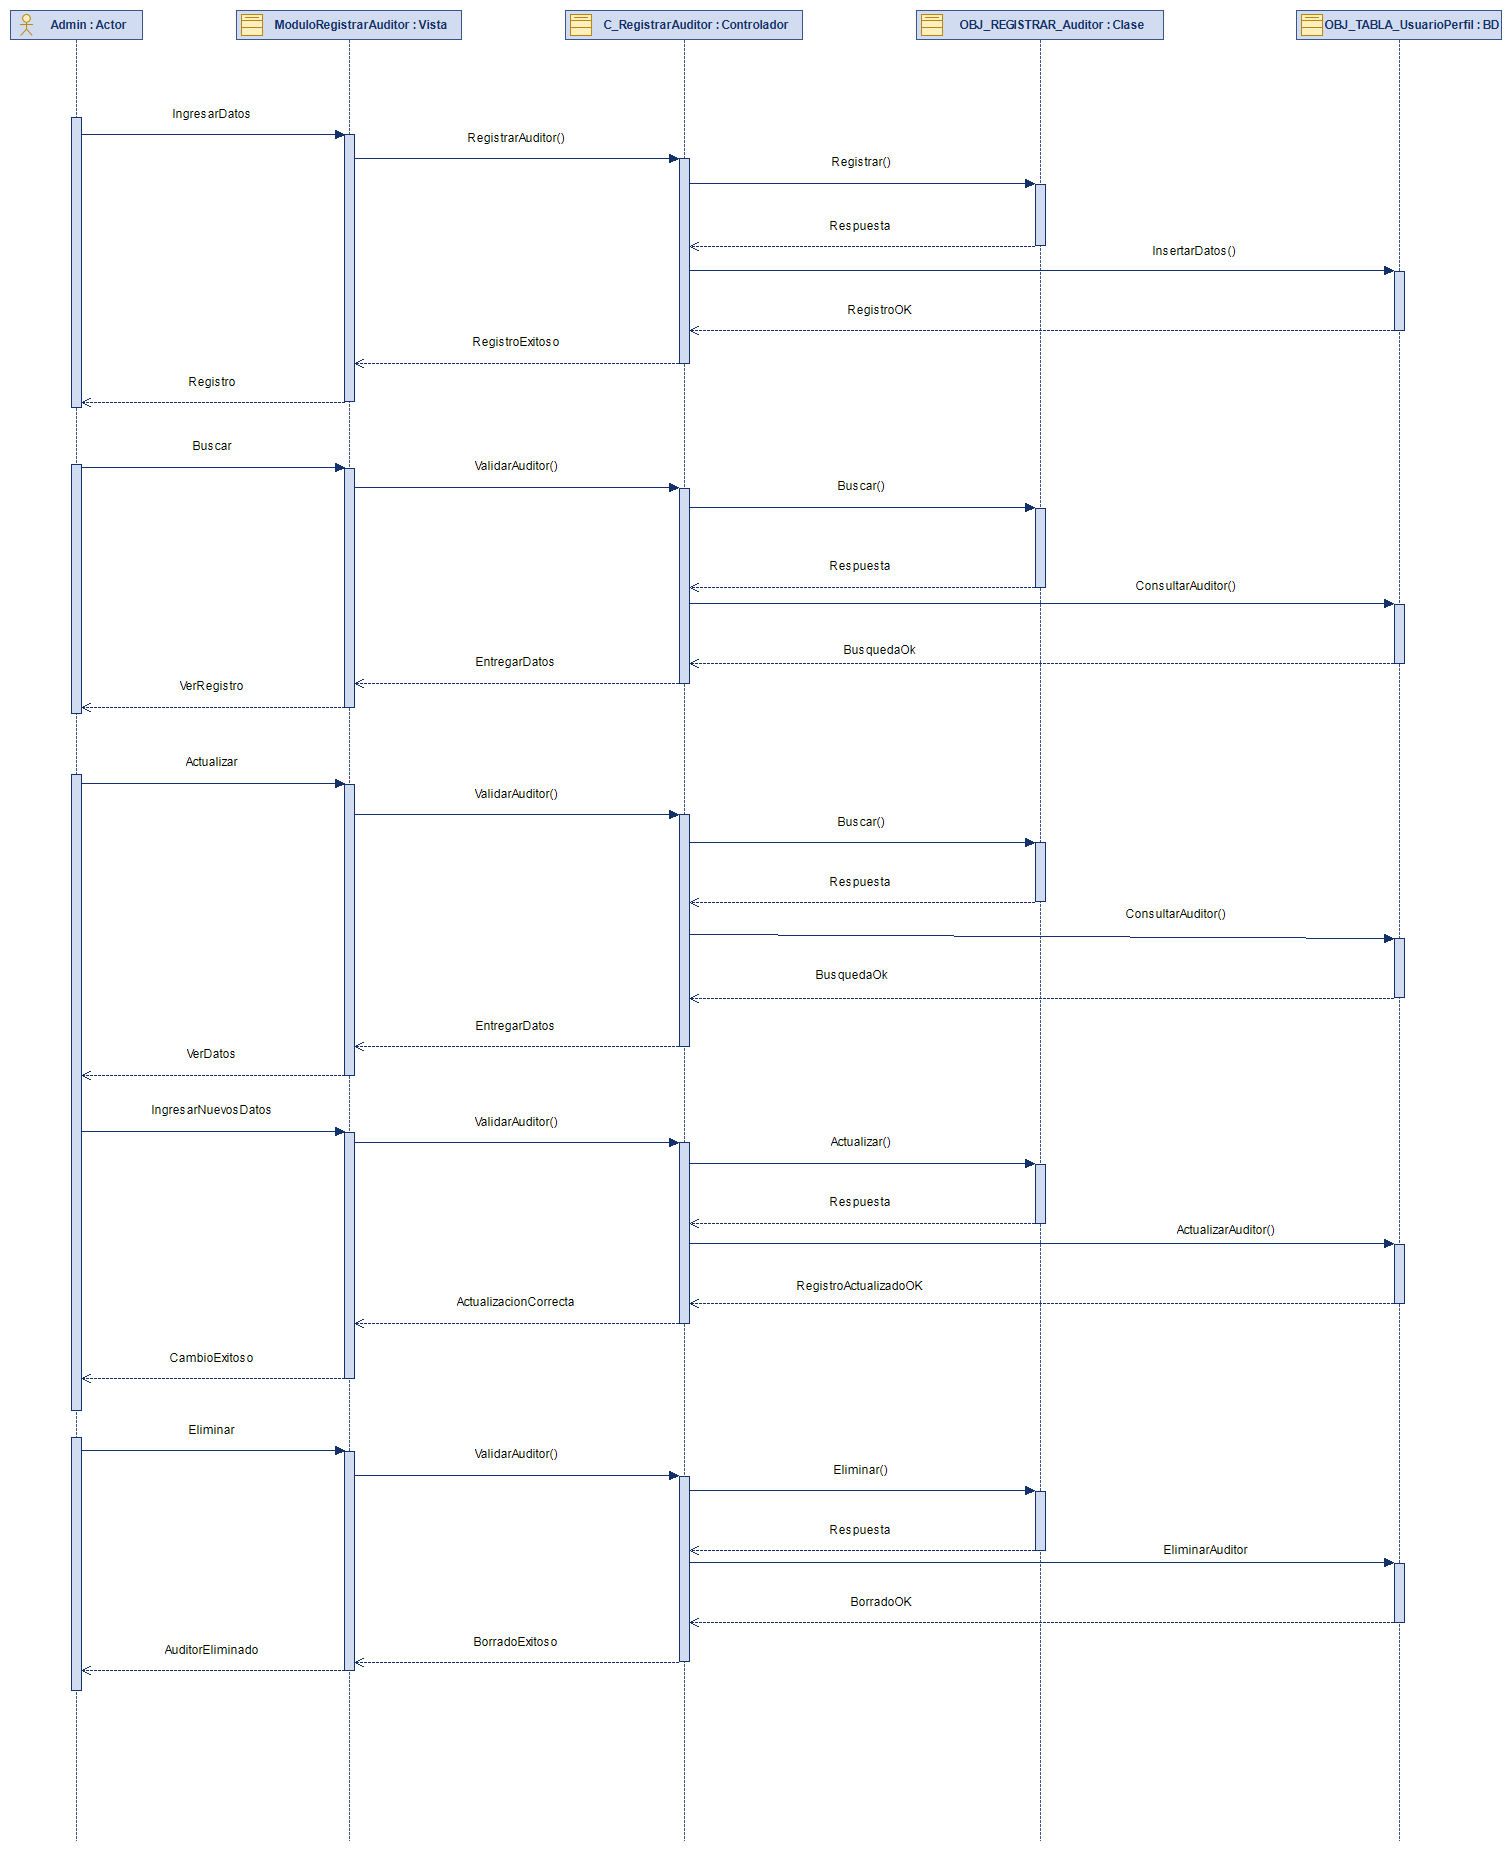 Admin : Actor
ModuloRegistrarAuditor : Vista
C_RegistrarAuditor : Controlador
OBJ_REGISTRAR_Auditor : Clase
OBJ_TABLA_UsuarioPerfil : BD
IngresarDatos
RegistrarAuditor()
Registrar()
Respuesta
InsertarDatos()
RegistroOK
RegistroExitoso
Registro
Buscar
ValidarAuditor()
Buscar()
Respuesta
ConsultarAuditor()
BusquedaOk
EntregarDatos
VerRegistro
Actualizar
ValidarAuditor()
Buscar()
Respuesta
ConsultarAuditor()
BusquedaOk
EntregarDatos
VerDatos
IngresarNuevosDatos
ValidarAuditor()
Actualizar()
Respuesta
ActualizarAuditor()
RegistroActualizadoOK
ActualizacionCorrecta
CambioExitoso
Eliminar
ValidarAuditor()
Eliminar()
Respuesta
EliminarAuditor
BorradoOK
BorradoExitoso
AuditorEliminado